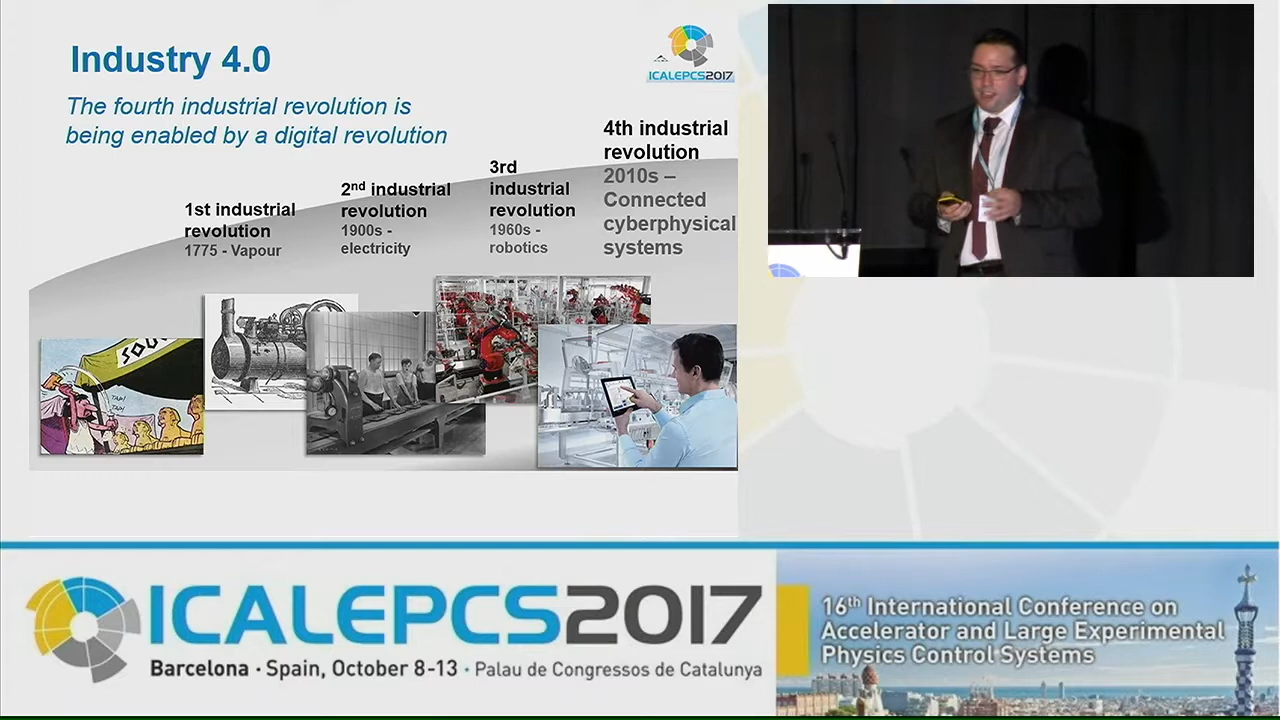 Industry 4.0
The fourth industrial revolution is
being enabled by a digital revolution
ICALEPCS2017
1st industrial
revolution
1775 - Vapour
2nd industrial
revolution
1900s -
electricity
3rd
industrial
revolution
1960s -
robotics
4th industrial
revolution
2010s –
Connected
cyberphysical
systems
TAP!
TAP!
ICALEPCS2017
Barcelona · Spain, October 8-13 · Palau de Congressos de Catalunya
16th International Conference on
Accelerator and Large Experimental
Physics Control Systems